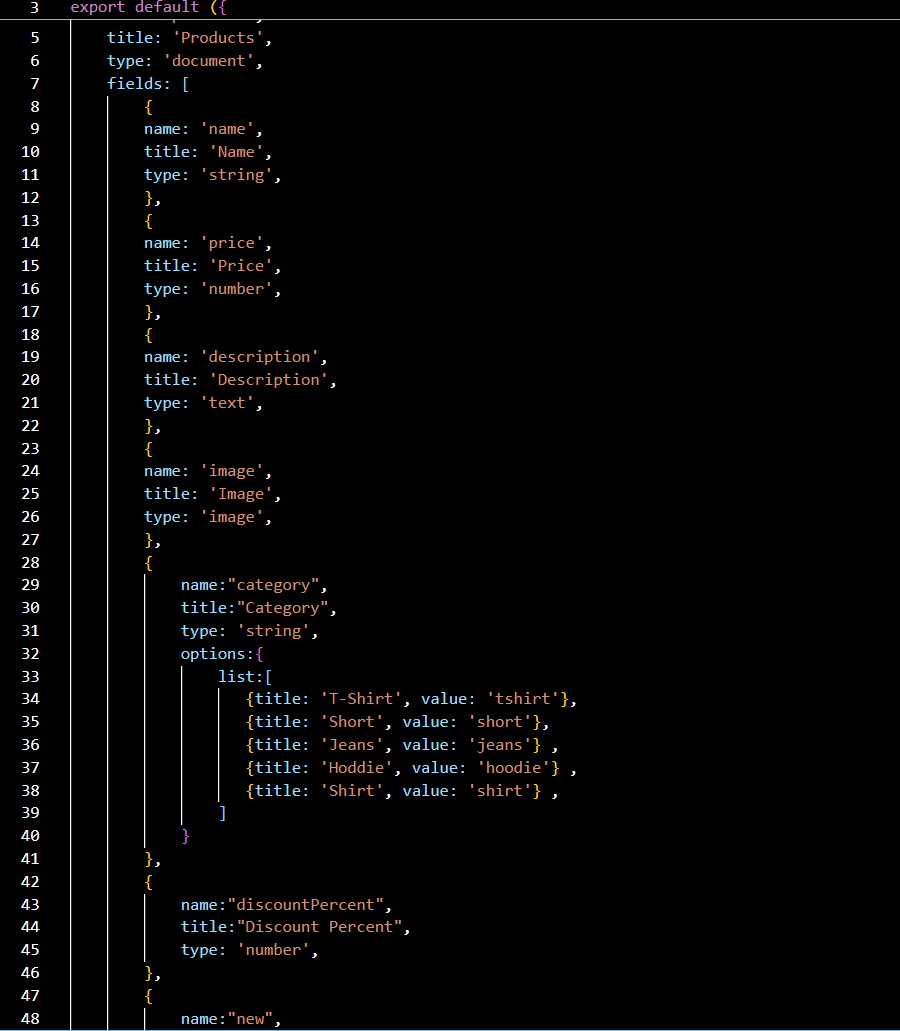 3 export default ({
5 title: 'Products',
6 type: 'document',
7 fields: [
8 {
9 name: 'name',
10 title: 'Name',
11 type: 'string',
12 },
13 {
14 name: 'price',
15 title: 'Price',
16 type: 'number',
17 },
18 {
19 name: 'description',
20 title: 'Description',
21 type: 'text',
22 },
23 {
24 name: 'image',
25 title: 'Image',
26 type: 'image',
27 },
28 {
29 name:"category",
30 title:"Category",
31 type: 'string',
32 options:{
33 list:[
34 {title: 'T-Shirt', value: 'tshirt'},
35 {title: 'Short', value: 'short'},
36 {title: 'Jeans', value: 'jeans'} ,
37 {title: 'Hoddie', value: 'hoodie'} ,
38 {title: 'Shirt', value: 'shirt'} ,
39 ]
40 }
41 },
42 {
43 name:"discountPercent",
44 title:"Discount Percent",
45 type: 'number',
46 },
47 {
48 name:"new",